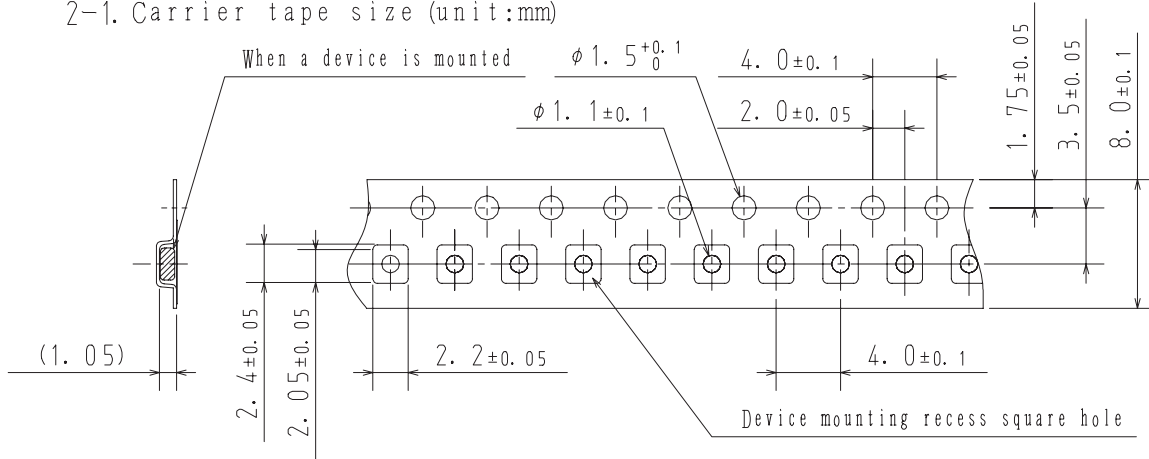 2-1. Carrier tape size (unit:mm)
When a device is mounted
φ1.5 +0.1 0
4.0±0.1
φ1.1±0.1
2.0±0.05
1.75±0.05
3.5±0.05
8.0±0.1
(1.05)
2.4±0.05
2.05±0.05
2.2±0.05
4.0±0.1
Device mounting recess square hole